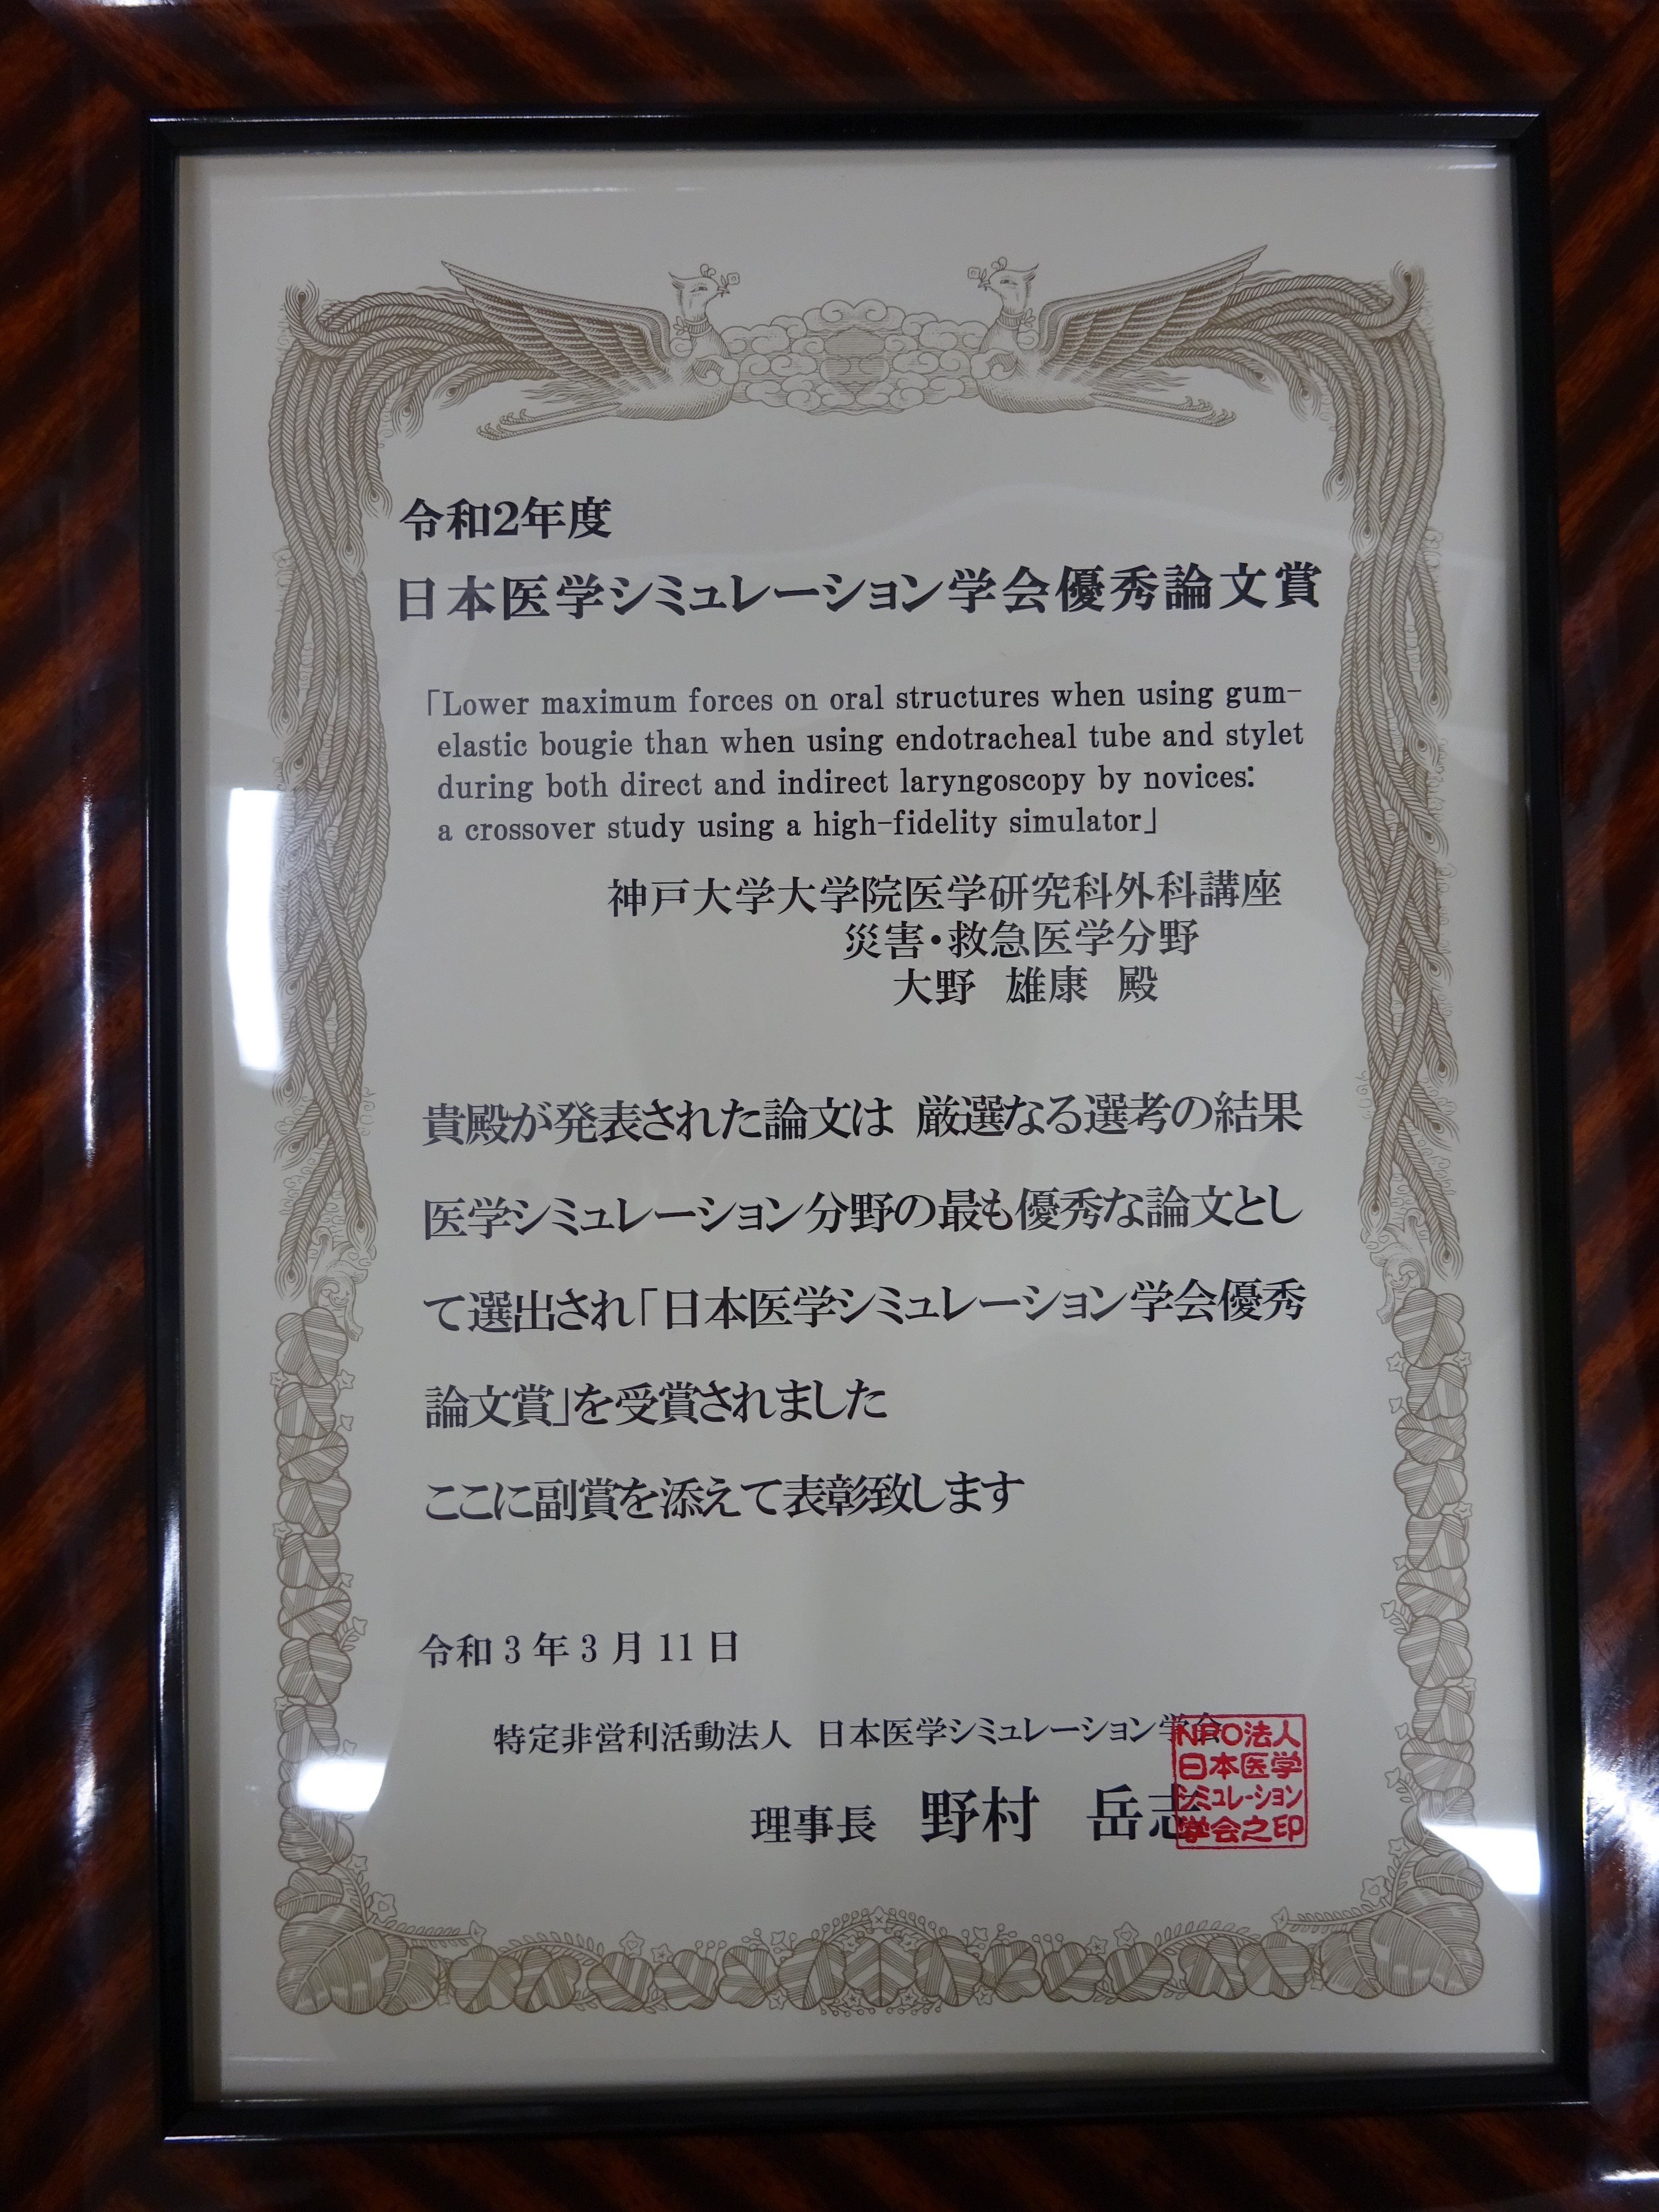 令和2年度
日本医学シミュレーション学会優秀論文賞
「Lower maximum forces on oral structures when using gum-
elastic bougie than when using endotracheal tube and stylet
during both direct and indirect laryngoscopy by novices:
a crossover study using a high-fidelity simulator」
神戸大学大学院医学研究科外科講座
災害・救急医学分野
大野 雄康 殿
貴殿が発表された論文は 厳選なる選考の結果
医学シミュレーション分野の最も優秀な論文とし
て選出され「日本医学シミュレーション学会優秀
論文賞」を受賞されました
ここに副賞を添えて表彰致します
令和3年3月11日
特定非営利活動法人 日本医学シミュレーション学会
理事長 野村 岳志
NPO法人
日本医学
シミュレーション
学会之印